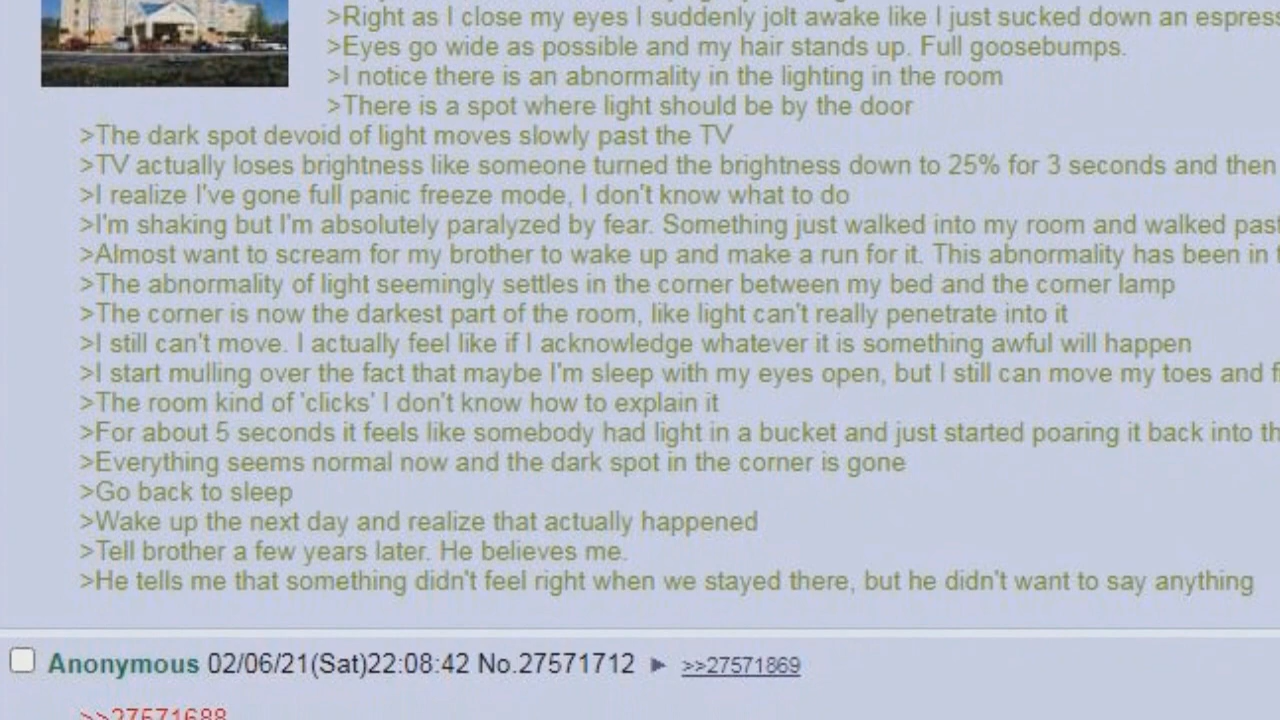 >Right as I close my eyes I suddenly jolt awake like I just sucked down an
>Eyes go wide as possible and my hair stands up. Full goosebumps.
>I notice there is an abnormality in the lighting in the room
>There is a spot where light should be by the door
>The dark spot devoid of light moves slowly past the TV
>TV actually loses brightness like someone turned the brightness down to 25% for 3 seconds and then
>I realize I've gone full panic freeze mode, I don't know what to do
>I'm shaking but I'm absolutely paralyzed by fear. Something just walked into my room and walked
>Almost want to scream for my brother to wake up and make a run for it. This abnormality has been in
>The abnormality of light seemingly settles in the corner between my bed and the corner lamp
>The corner is now the darkest part of the room, like light can't really penetrate into it
>I still can't move. I actually feel like if I acknowledge whatever it is something awful will happen
>I start mulling over the fact that maybe I'm sleep with my eyes open, but I still can move my toes and
>The room kind of 'clicks' I don't know how to explain it
>For about 5 seconds it feels like somebody had light in a bucket and just started poaring it back into
>Everything seems normal now and the dark spot in the corner is gone
>Go back to sleep
>Wake up the next day and realize that actually happened
>Tell brother a few years later. He believes me.
>He tells me that something didn't feel right when we stayed there, but he didn't want to say anything
Anonymous 02/06/21(Sat)22:08:42 No.27571712 ▶ >>27571869
>>27571688